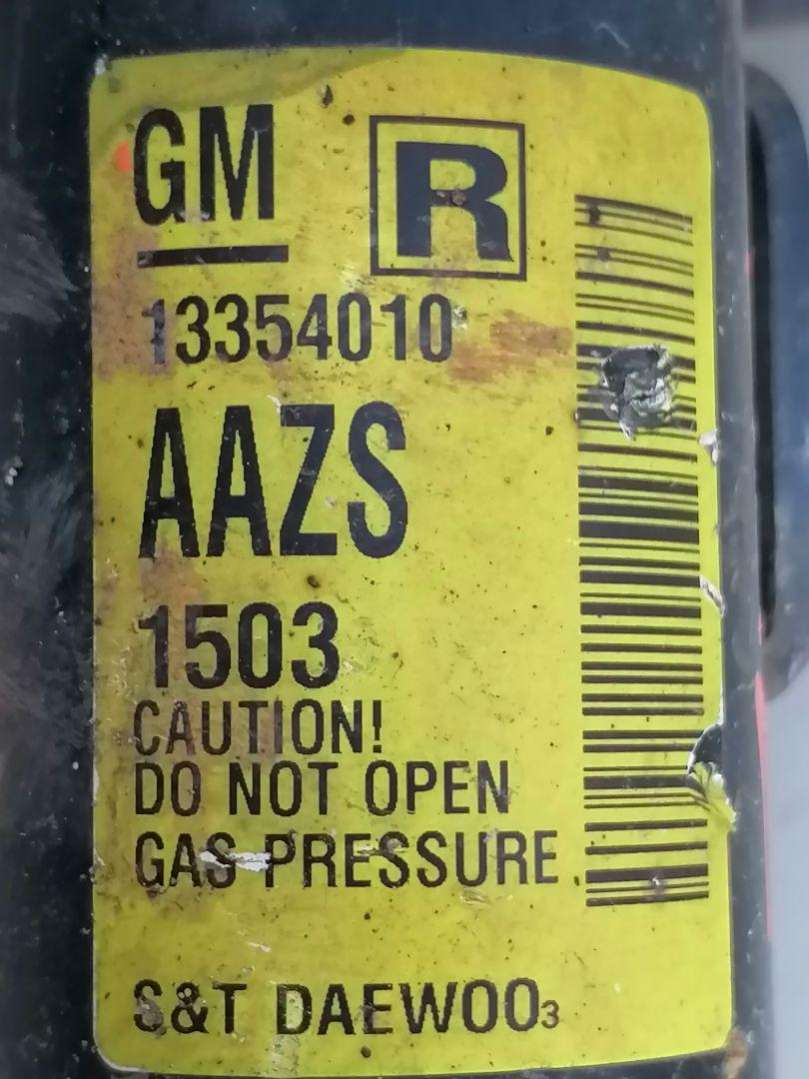 GM R
13354010
AAZS
1503
CAUTION!
DO NOT OPEN
GAS PRESSURE.
S&T DAEWOO3